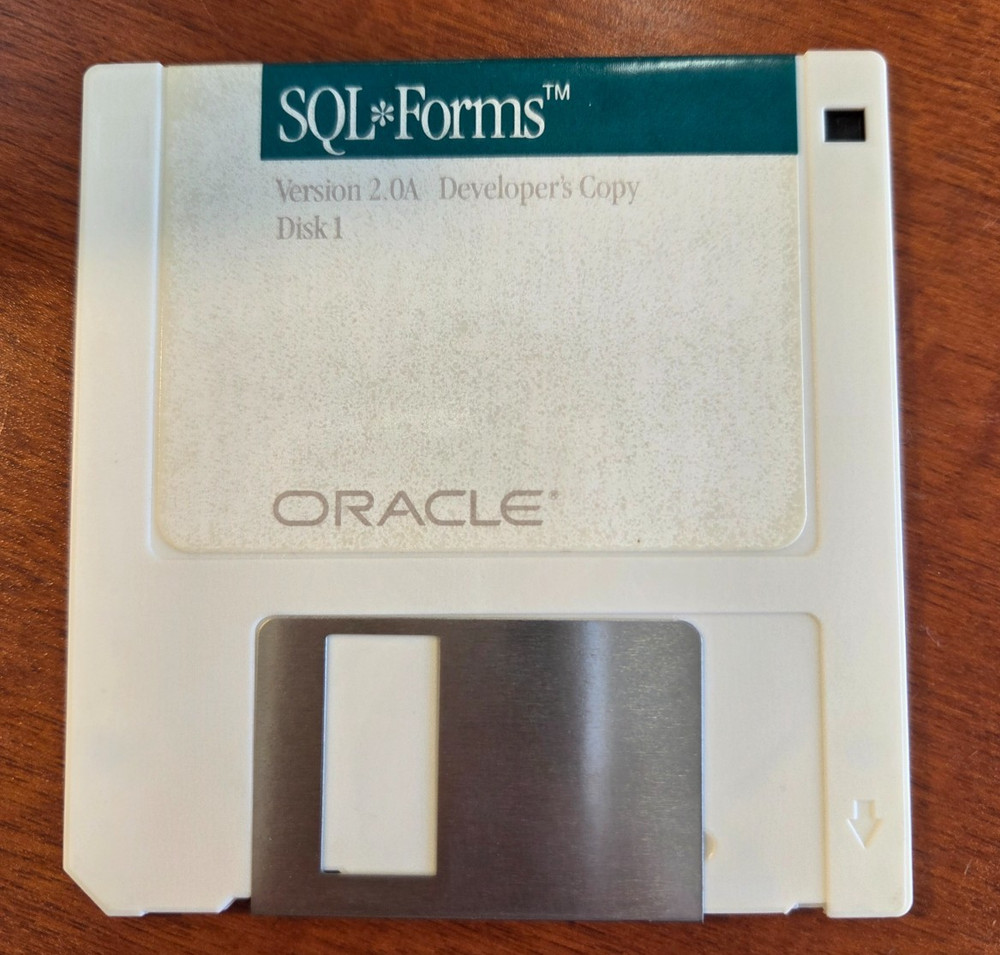 SQL*Forms™
Version 2.0A Developer's Copy
Disk 1
ORACLE®